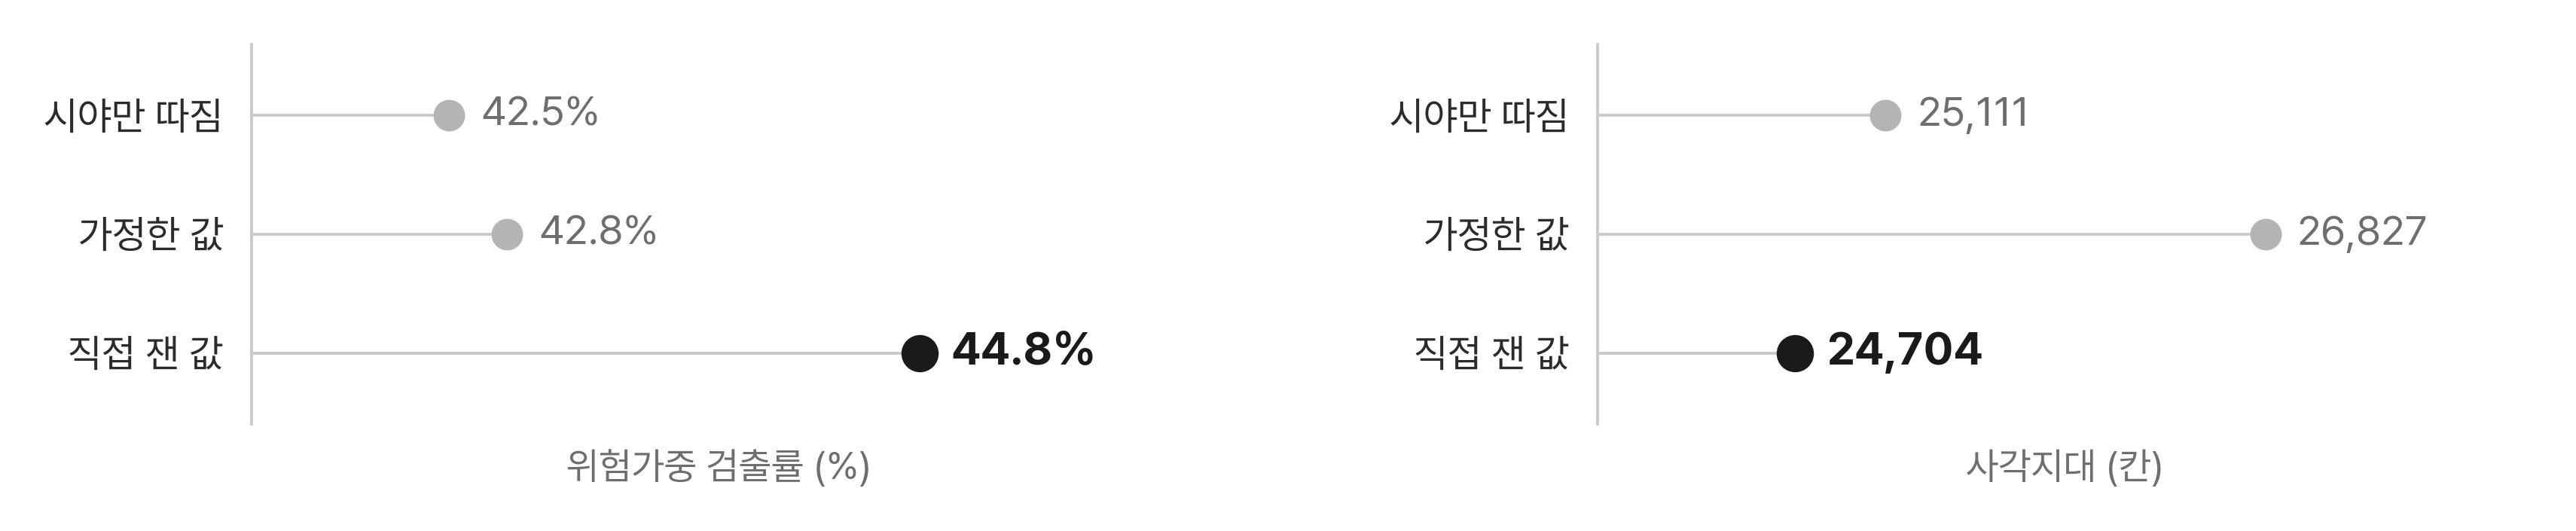 시야만 따짐 42.5%
가정한 값 42.8%
직접 잰 값 44.8%
위험가중 검출률 (%)
시야만 따짐 25,111
가정한 값 26,827
직접 잰 값 24,704
사각지대 (칸)